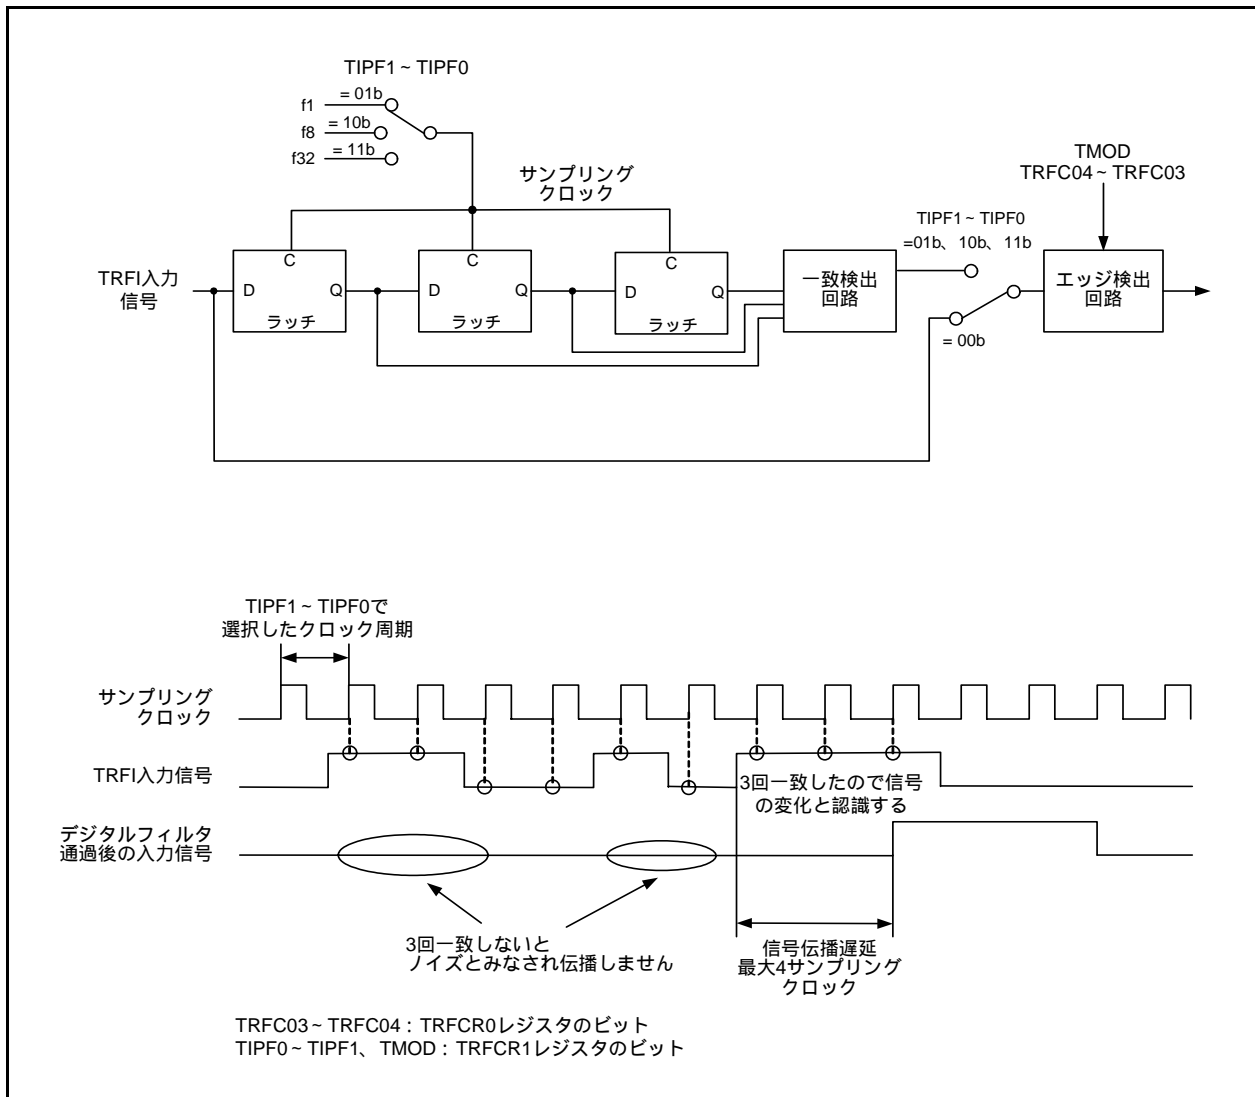 TIPF1 ~ TIPF0
f1
= 01b
f8
= 10b
f32
= 11b
サンプリング
クロック
TMOD
TRFC04 ~ TRFC03
TIPF1 ~ TIPF0
=01b、10b、11b
= 00b
TRFI入力
信号
D
C
Q
ラッチ
D
C
Q
ラッチ
D
C
Q
ラッチ
一致検出
回路
エッジ検出
回路
TIPF1 ~ TIPF0で
選択したクロック周期
サンプリング
クロック
TRFI入力信号
3回一致したので信号
の変化と認識する
デジタルフィルタ
通過後の入力信号
3回一致しないと
ノイズとみなされ伝播しません
信号伝播遅延
最大4サンプリング
クロック
TRFC03 ~ TRFC04 : TRFCR0レジスタのビット
TIPF0 ~ TIPF1、TMOD : TRFCR1レジスタのビット